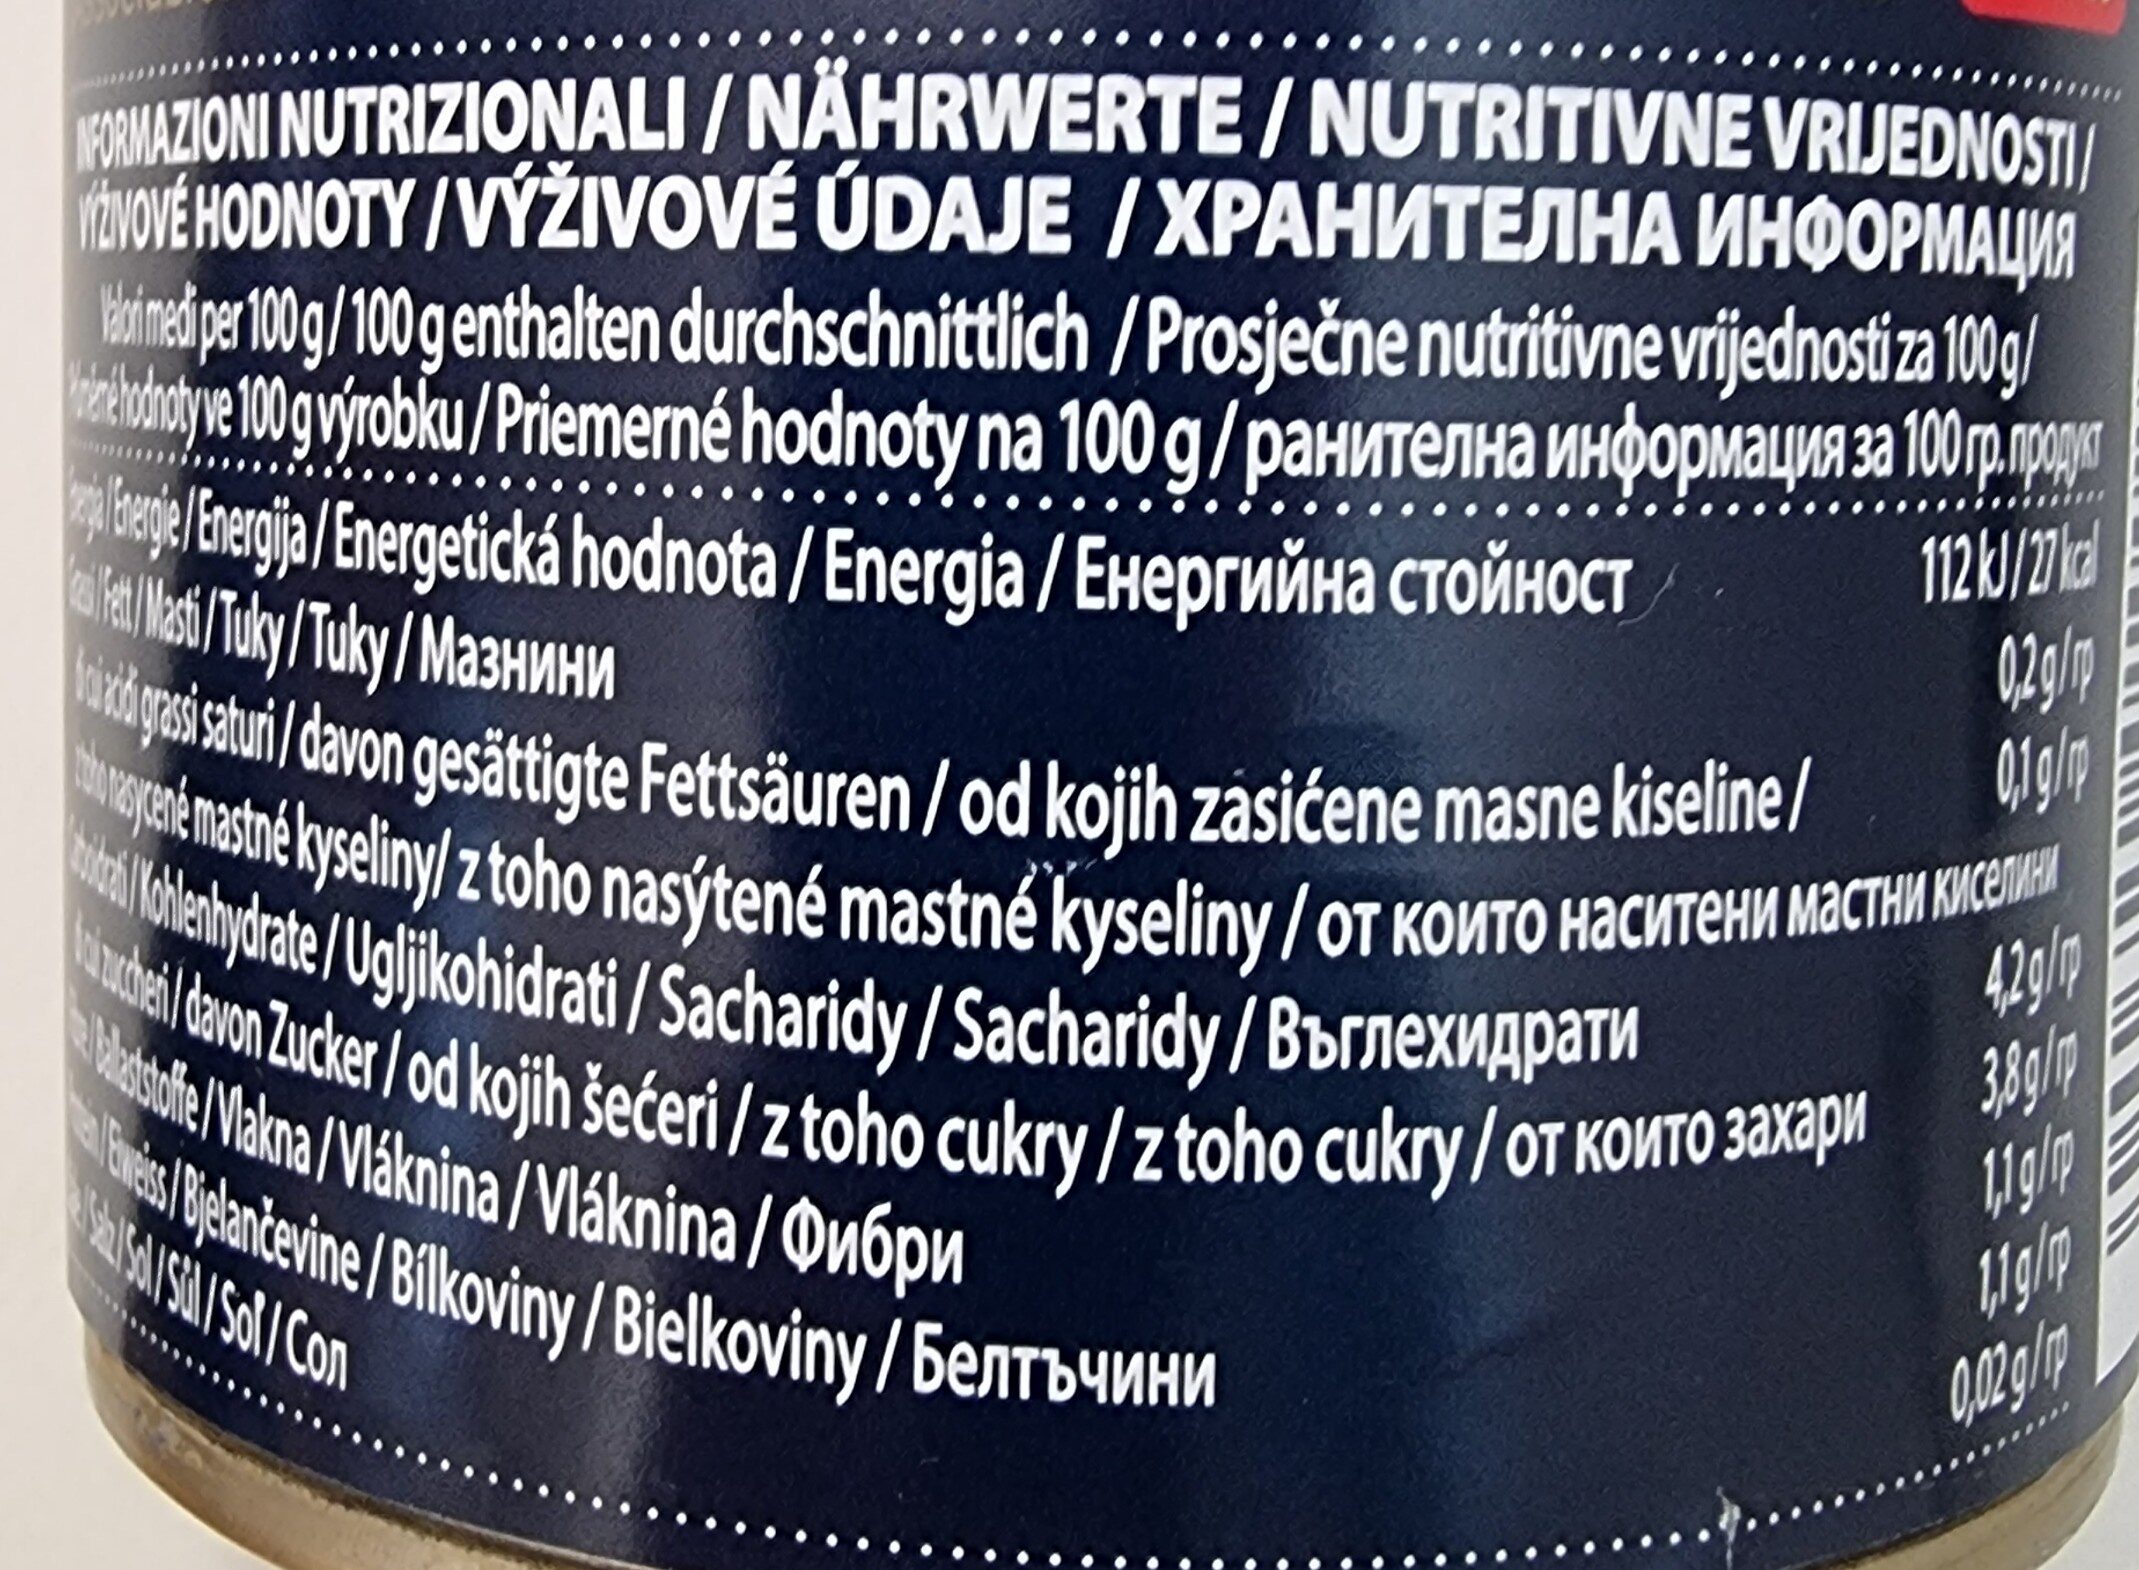 INFORMAZIONI NUTRIZIONALI / NÄHRWERTE / NUTRITIVNE VRIJEDNOSTI /
VÝŽIVOVÉ HODNOTY / VÝŽIVOVÉ ÚDAJE / ХРАНИТЕЛНА ИНФОРМАЦИЯ
Valori medi per 100 g / 100 g enthalten durchschnittlich / Prosječne nutritivne vrijednosti za 100 g /
Průměrné hodnoty ve 100 g výrobku / Priemerné hodnoty na 100 g / ранителна информация за 100 гр. продукт
Energia / Energie / Energija / Energetická hodnota / Energia / Енергийна стойност 112 kJ / 27 kcal
Grassi / Fett / Masti / Tuky / Tuky / Мазнини 0,2 g / гр
di cui acidi grassi saturi / davon gesättigte Fettsäuren / od kojih zasićene masne kiseline / 0,1 g / гр
z toho nasycené mastné kyseliny/ z toho nasýtené mastné kyseliny / от които наситени мастни киселини
Carboidrati / Kohlenhydrate / Ugljikohidrati / Sacharidy / Sacharidy / Въглехидрати 4,2 g / гр
di cui zuccheri / davon Zucker / od kojih šećeri / z toho cukry / z toho cukry / от които захари 3,8 g / гр
/ Ballaststoffe / Vlakna / Vláknina / Vláknina / Фибри 1,1 g / гр
/ Eiweiss / Bjelančevine / Bílkoviny / Bielkoviny / Белтъчини 1,1 g / гр
/ Salz / Sol / Sůl / Soľ / Сол 0,02 g / гр